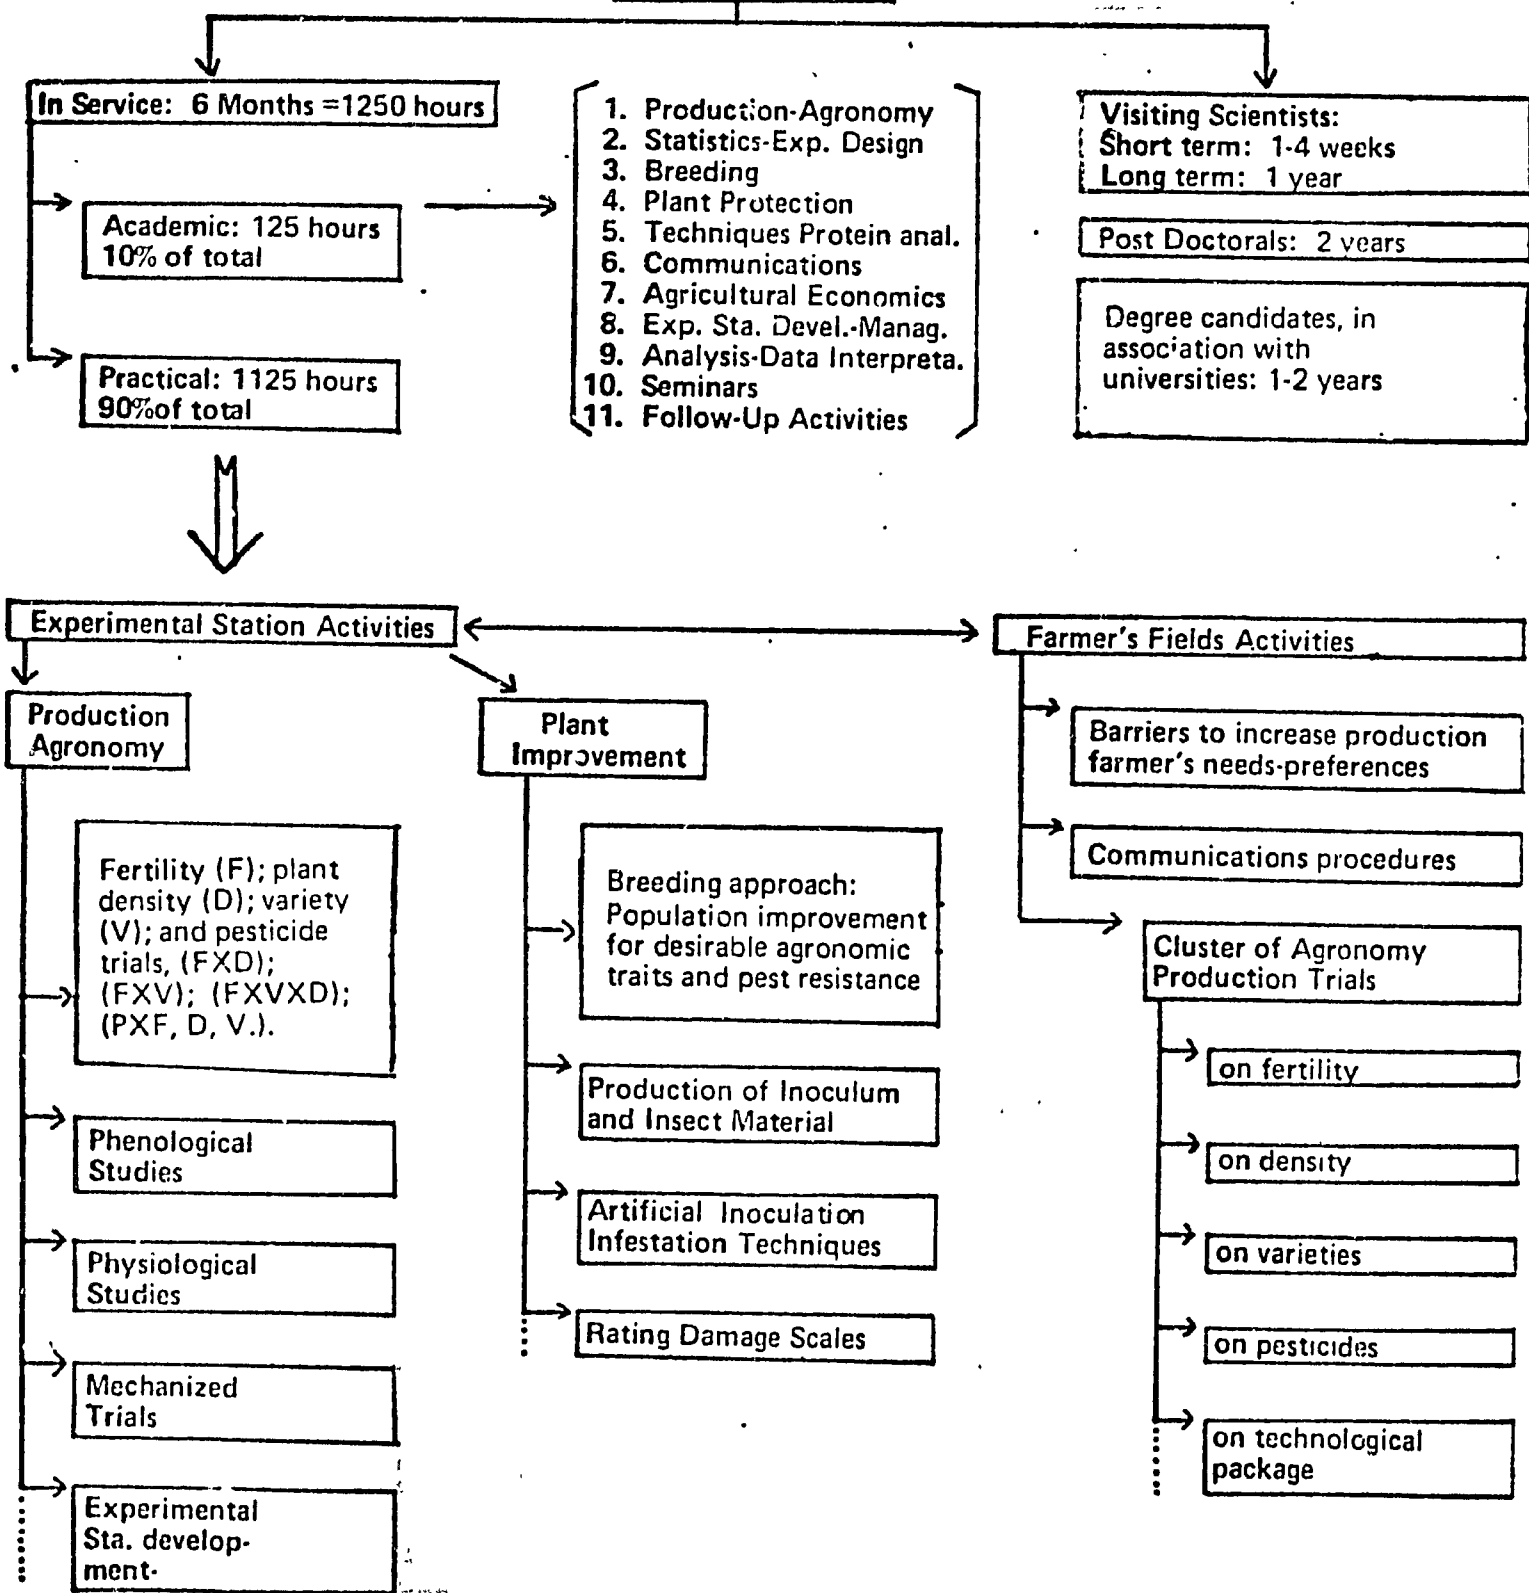 In Service: 6 Months =1250 hours
Academic: 125 hours
10% of total
Practical: 1125 hours
90%of total
1. Production-Agronomy
2. Statistics-Exp. Design
3. Breeding
4. Plant Protection
5. Techniques Protein anal.
6. Communications
7. Agricultural Economics
8. Exp. Sta. Devel.-Manag.
9. Analysis-Data Interpreta.
10. Seminars
11. Follow-Up Activities
Visiting Scientists:
Short term: 1-4 weeks
Long term: 1 year
Post Doctorals: 2 years
Degree candidates, in
association with
universities: 1-2 years
Experimental Station Activities
Production
Agronomy
Fertility (F); plant
density (D); variety
(V); and pesticide
trials, (FXD);
(FXV); (FXVXD);
(PXF, D, V.).
Phenological
Studies
Physiological
Studies
Mechanized
Trials
Experimental
Sta. develop-
ment-
Plant
Improvement
Breeding approach:
Population improvement
for desirable agronomic
traits and pest resistance
Production of Inoculum
and Insect Material
Artificial Inoculation
Infestation Techniques
Rating Damage Scales
Farmer's Fields Activities
Barriers to increase production
farmer's needs-preferences
Communications procedures
Cluster of Agronomy
Production Trials
on fertility
on density
on varieties
on pesticides
on technological
package